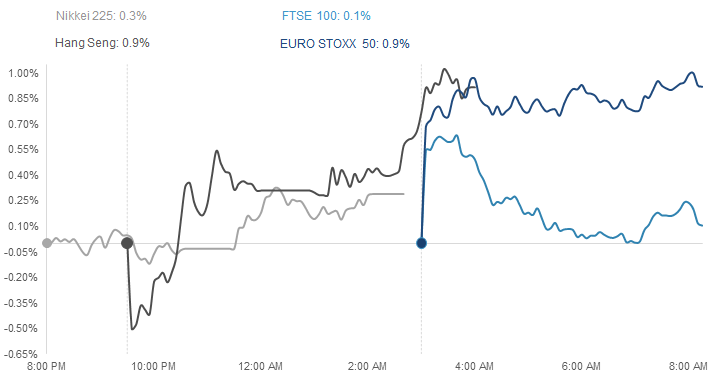 Nikkei 225: 0.3%
FTSE 100: 0.1%
Hang Seng: 0.9%
EURO STOXX 50: 0.9%
1.00%
0.85%
0.70%
0.55%
0.40%
0.25%
0.10%
-0.05%
-0.20%
-0.35%
-0.50%
-0.65%
8:00 PM
10:00 PM
12:00 AM
2:00 AM
4:00 AM
6:00 AM
8:00 AM